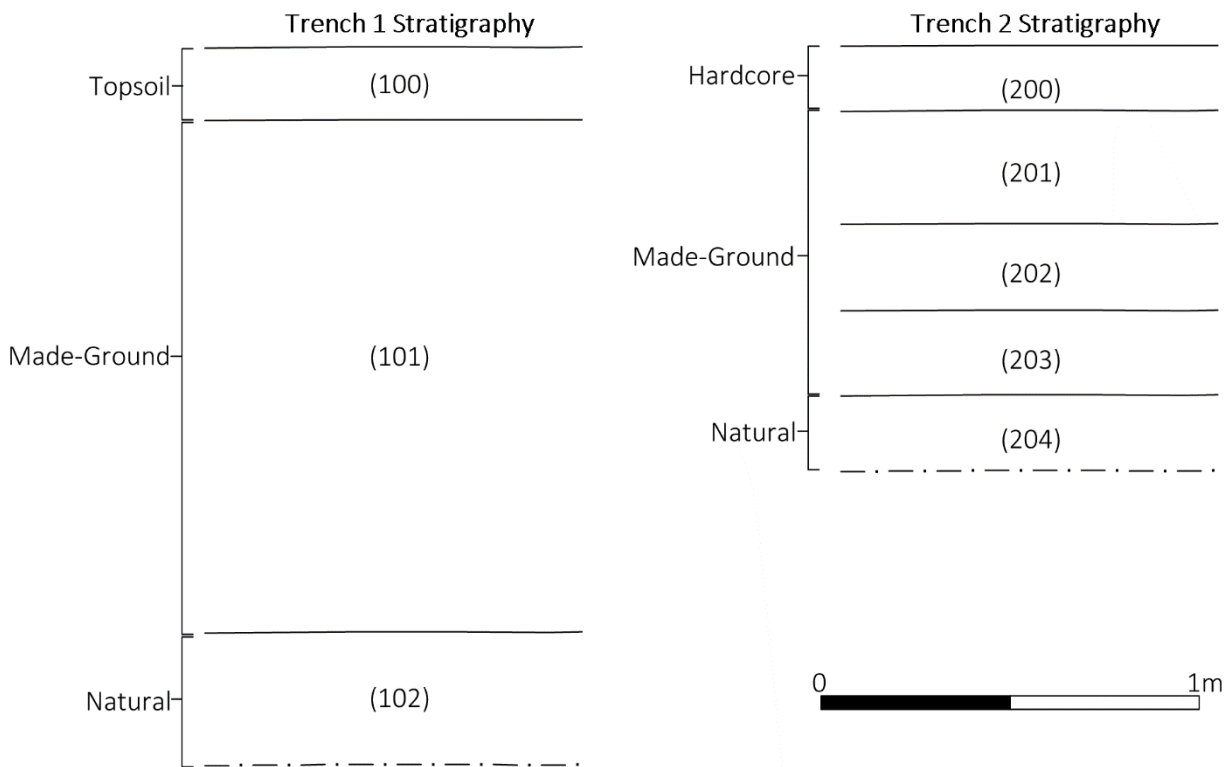 Trench 1 Stratigraphy
Topsoil
(100)
Made-Ground
(101)
Natural
(102)
Trench 2 Stratigraphy
Hardcore
(200)
(201)
Made-Ground
(202)
(203)
Natural
(204)
0 1m